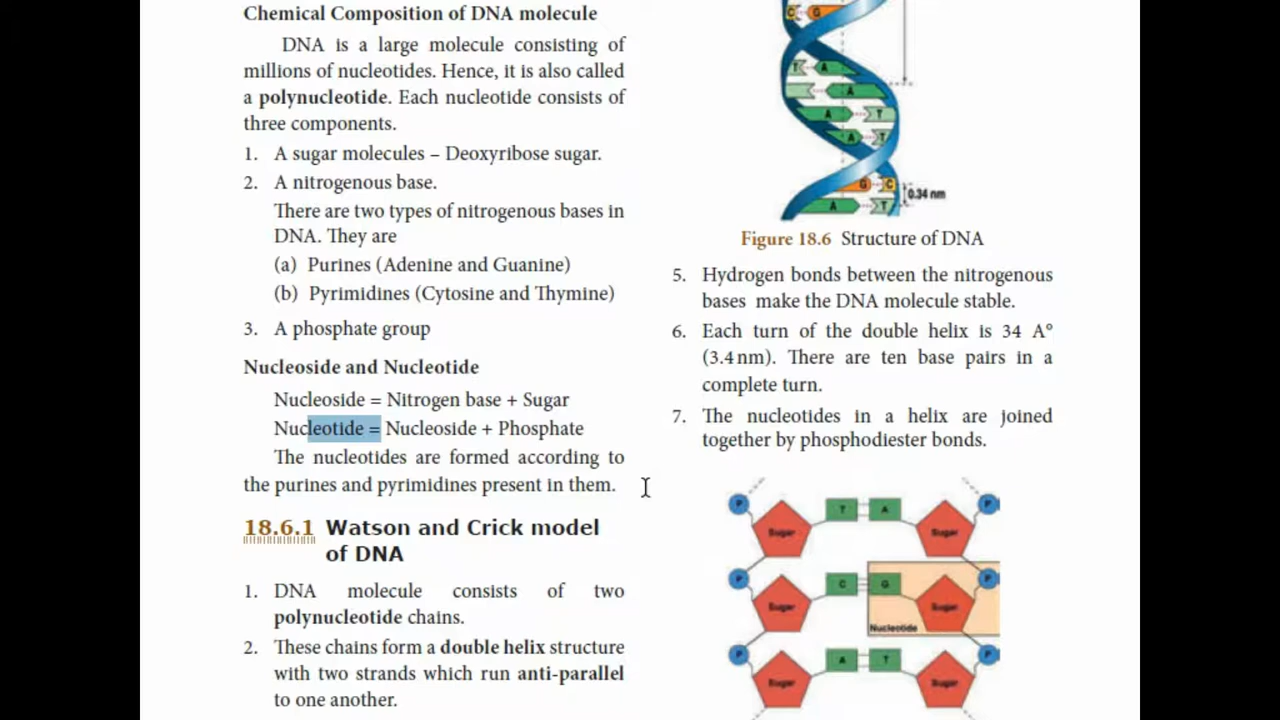 Chemical Composition of DNA molecule
DNA is a large molecule consisting of
millions of nucleotides. Hence, it is also called
a polynucleotide. Each nucleotide consists of
three components.
1. A sugar molecules – Deoxyribose sugar.
2. A nitrogenous base.
There are two types of nitrogenous bases in
DNA. They are
(a) Purines (Adenine and Guanine)
(b) Pyrimidines (Cytosine and Thymine)
3. A phosphate group
Nucleoside and Nucleotide
Nucleoside = Nitrogen base + Sugar
Nucleotide = Nucleoside + Phosphate
The nucleotides are formed according to
the purines and pyrimidines present in them.
18.6.1 Watson and Crick model
of DNA
1. DNA molecule consists of two
polynucleotide chains.
2. These chains form a double helix structure
with two strands which run anti-parallel
to one another.
C G
T A
A
A T
A T
G C
0.34 nm
A T
Figure 18.6 Structure of DNA
5. Hydrogen bonds between the nitrogenous
bases make the DNA molecule stable.
6. Each turn of the double helix is 34 A°
(3.4 nm). There are ten base pairs in a
complete turn.
7. The nucleotides in a helix are joined
together by phosphodiester bonds.
P T A P
Sugar Sugar
P C G P
Sugar Sugar
Nucleotide
P A T P
Sugar Sugar